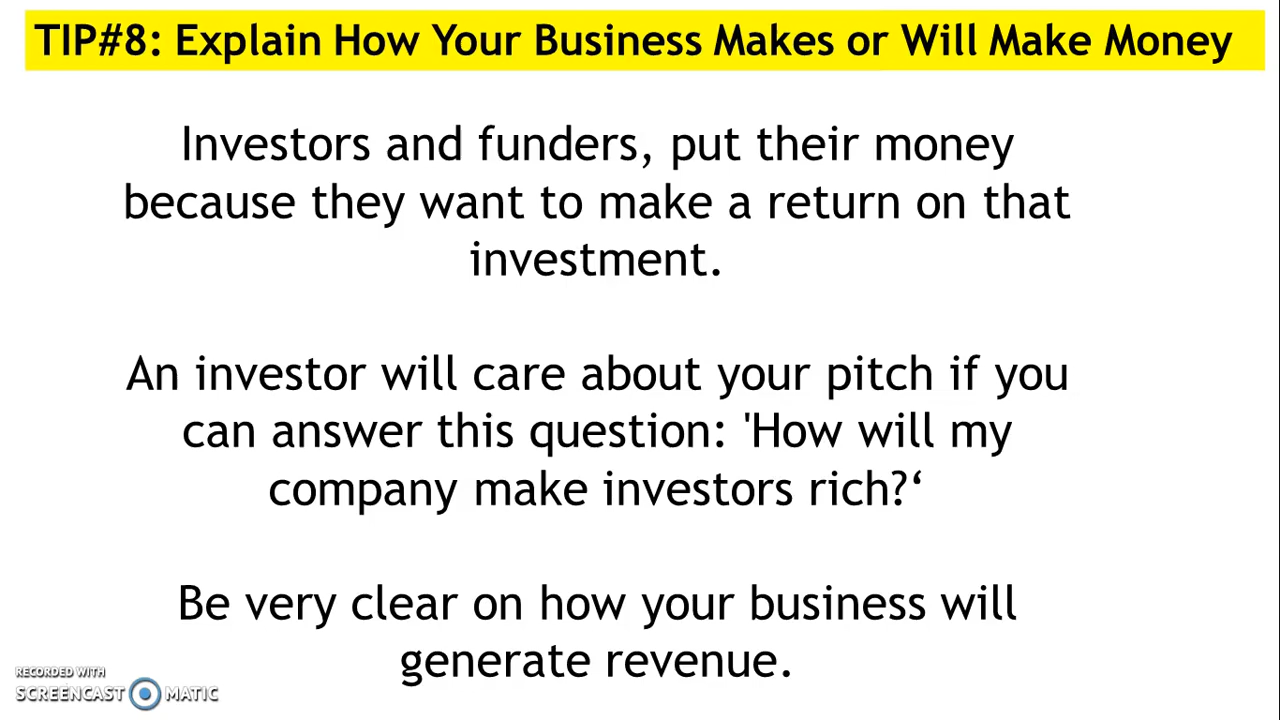 TIP#8: Explain How Your Business Makes or Will Make Money
Investors and funders, put their money
because they want to make a return on that
investment.
An investor will care about your pitch if you
can answer this question: 'How will my
company make investors rich?‘
Be very clear on how your business will
generate revenue.
RECORDED WITH
SCREENCAST MATIC